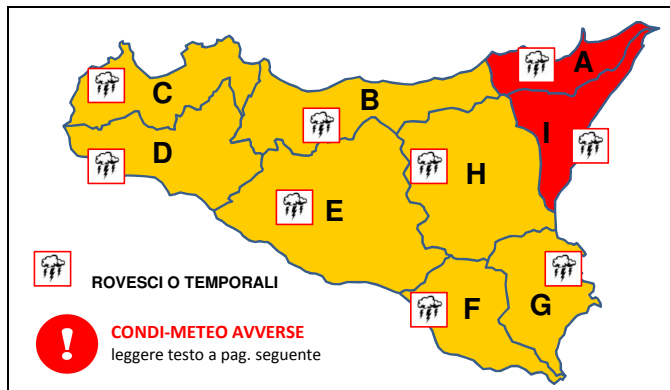 A
C
B
I
D
H
E
ROVESCI O TEMPORALI
F
G
!
CONDI-METEO AVVERSE
leggere testo a pag. seguente